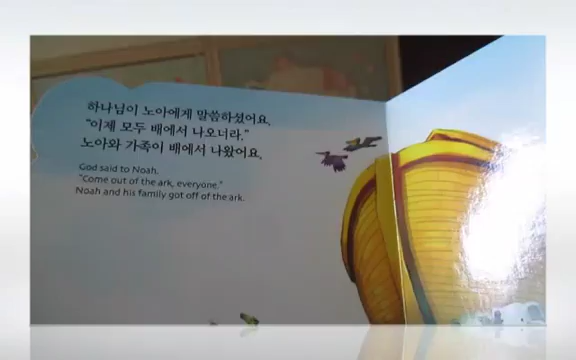 하나님이 노아에게 말씀하셨어요.
“이제 모두 배에서 나오너라.”
노아와 가족이 배에서 나왔어요.
God said to Noah.
“Come out of the ark, everyone.”
Noah and his family got off of the ark.